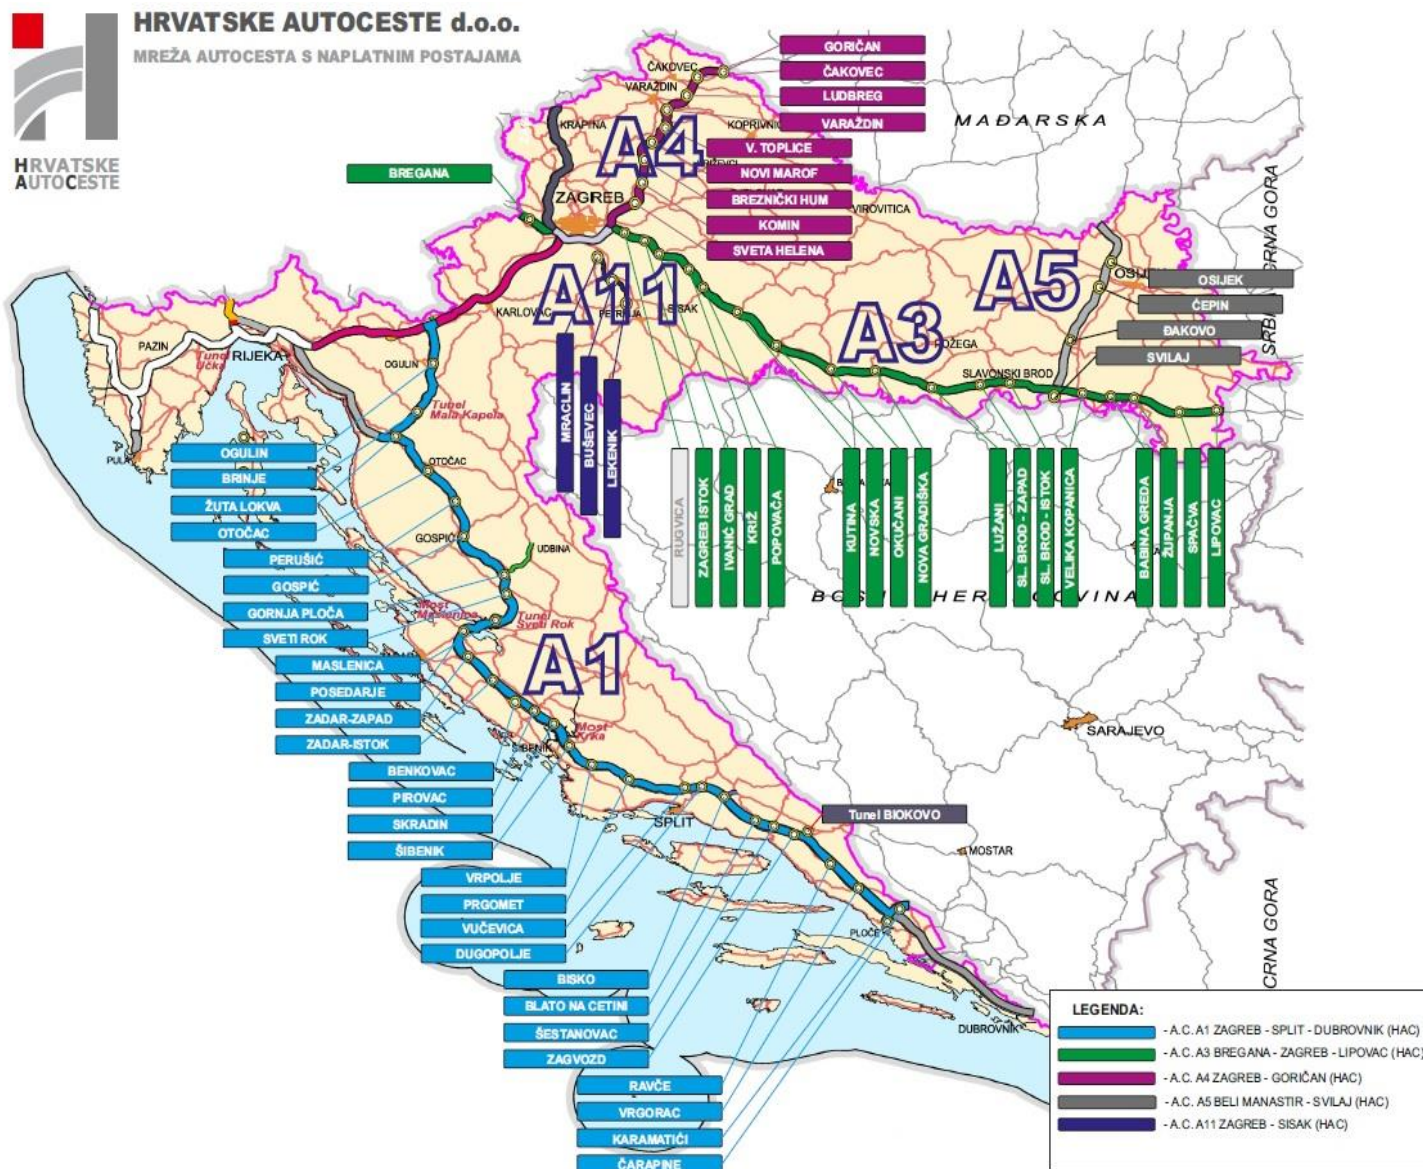 HRVATSKE AUTOCESTE d.o.o.
MREŽA AUTOCESTA S NAPLATNIM POSTAJAMA
HRVATSKE
AUTOCESTE
GORIČAN
ČAKOVEC
LUDBREG
VARAŽDIN
V. TOPLICE
NOVI MAROF
BREZNIČKI HUM
KOMIN
SVETA HELENA
ČAKOVEC
VARAŽDIN
KRAPINA
KOPRIVNIC
A4
MAĐARSKA
BREGANA
ZAGREB
VIROVITICA
A11
A3
A5
OSIJEK
ČEPIN
ĐAKOVO
SVILAJ
KARLOVAC
SISAK
POŽEGA
SLAVONSKI BROD
PAZIN
RIJEKA
Tunel
Učka
PULA
OGULIN
Tunel
Mala Kapela
OTOČAC
GOSPIĆ
UDBINA
Most
Maslenica
Tunel
Sveti Rok
A1
Most
Krka
ŠIBENIK
SPLIT
Tunel BIOKOVO
MOSTAR
SARAJEVO
PLOČE
DUBROVNIK
CRNA GORA
MRACLIN
BUŠEVEC
LEKENIK
RUGVICA
ZAGREB ISTOK
IVANIĆ GRAD
KRIŽ
POPOVAČA
KUTINA
NOVSKA
OKUČANI
NOVA GRADIŠKA
LUŽANI
SL. BROD - ZAPAD
SL. BROD - ISTOK
VELIKA KOPANICA
BABINA GREDA
ŽUPANJA
SPAČVA
LIPOVAC
OGULIN
BRINJE
ŽUTA LOKVA
OTOČAC
PERUŠIĆ
GOSPIĆ
GORNJA PLOČA
SVETI ROK
MASLENICA
POSEDARJE
ZADAR-ZAPAD
ZADAR-ISTOK
BENKOVAC
PIROVAC
SKRADIN
ŠIBENIK
VRPOLJE
PRGOMET
VUČEVICA
DUGOPOLJE
BISKO
BLATO NA CETINI
ŠESTANOVAC
ZAGVOZD
RAVČE
VRGORAC
KARAMATIĆI
ČARAPINE
LEGENDA:
- A.C. A1 ZAGREB - SPLIT - DUBROVNIK (HAC)
- A.C. A3 BREGANA - ZAGREB - LIPOVAC (HAC)
- A.C. A4 ZAGREB - GORIČAN (HAC)
- A.C. A5 BELI MANASTIR - SVILAJ (HAC)
- A.C. A11 ZAGREB - SISAK (HAC)